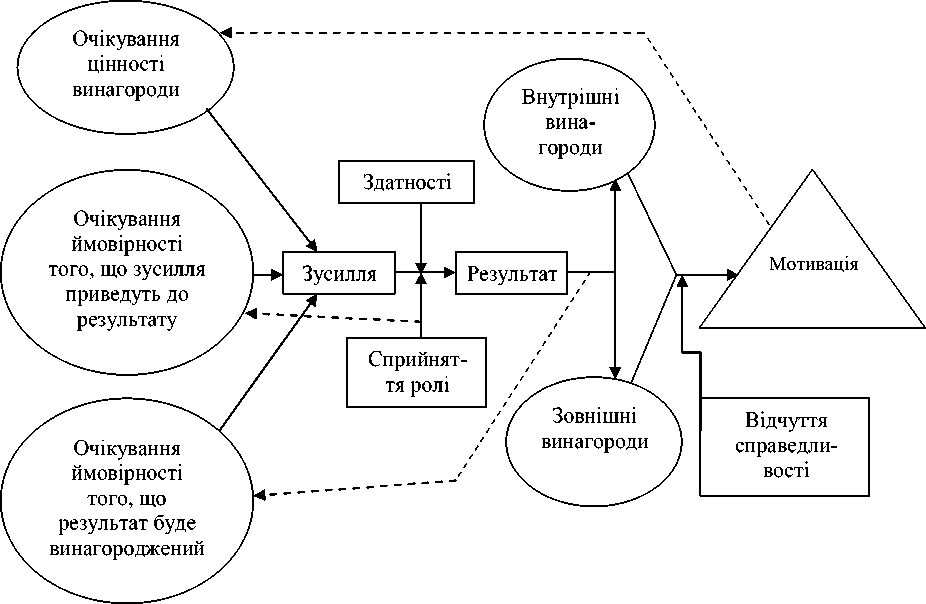 Очікування
цінності
винагороди
Внутрішні
вина-
городи
Здатності
Очікування
ймовірності
того, що зусилля
приведуть до
результату
Зусилля
Результат
Мотивація
Сприйнят-
тя ролі
Зовнішні
винагороди
Відчуття
справедли-
вості
Очікування
ймовірності
того, що
результат буде
винагороджений